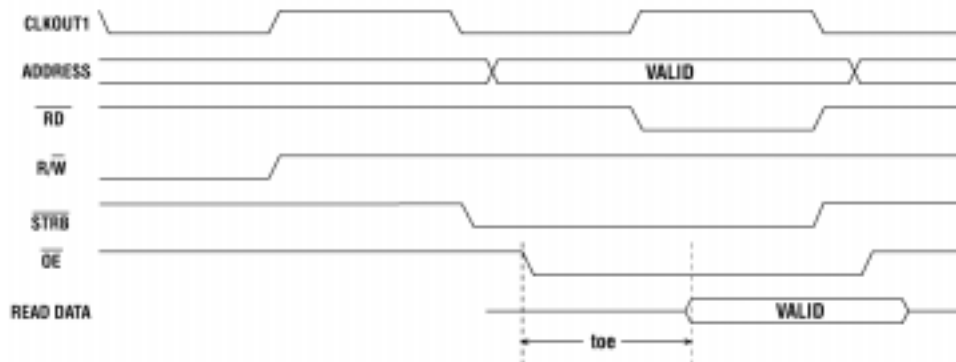 CLKOUT1
ADDRESS VALID
RD
R/W
STRB
OE
READ DATA VALID
toe